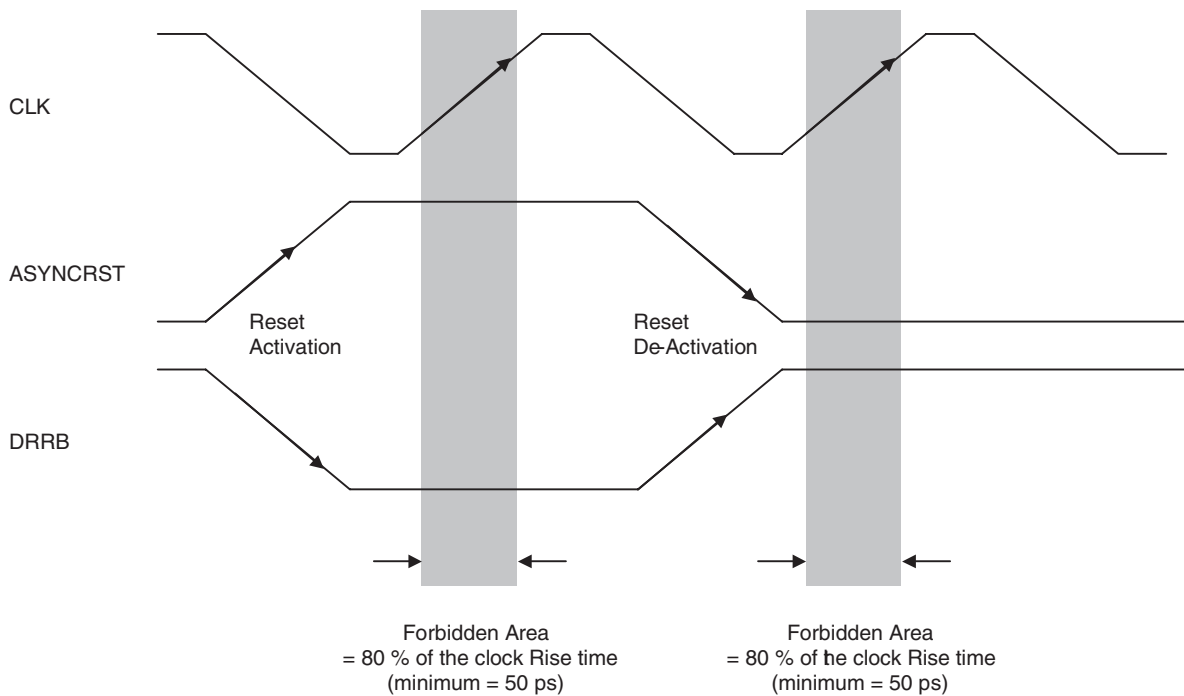 CLK
ASYNCRST
Reset
Activation
Reset
De-Activation
DRRB
Forbidden Area
= 80 % of the clock Rise time
(minimum = 50 ps)
Forbidden Area
= 80 % of the clock Rise time
(minimum = 50 ps)